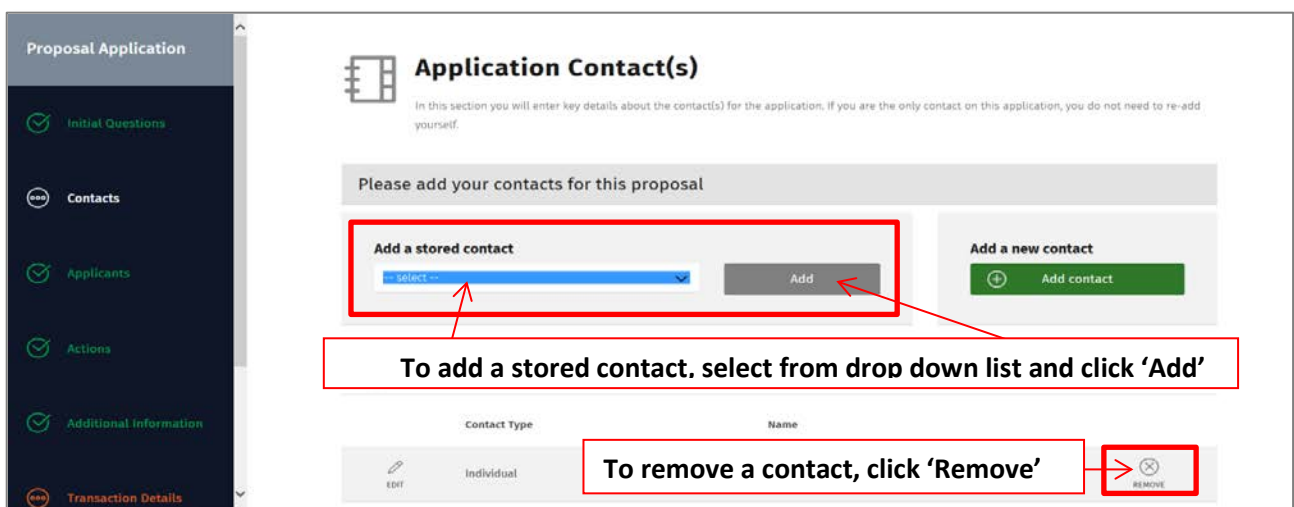 Proposal Application
Initial Questions
Contacts
Applicants
Actions
Additional Information
Transaction Details
Application Contact(s)
In this section you will enter key details about the contact(s) for the application. If you are the only contact on this application, you do not need to re-add
yourself.
Please add your contacts for this proposal
Add a stored contact
-- select --
Add
Add a new contact
Add contact
To add a stored contact, select from drop down list and click ‘Add’
Contact Type
Name
EDIT
Individual
To remove a contact, click ‘Remove’
REMOVE